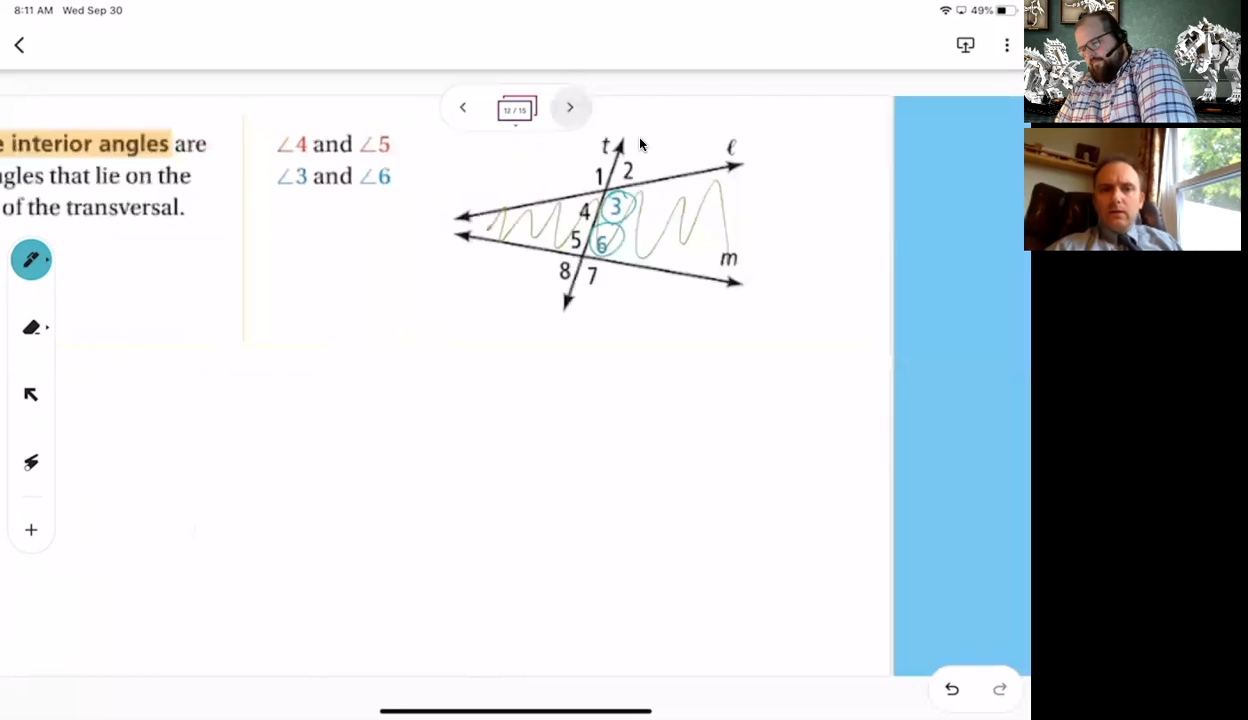 8:11 AM Wed Sep 30
49%
12 / 15
e interior angles are
gles that lie on the
of the transversal.
∠4 and ∠5
∠3 and ∠6
t
ℓ
1 2
4 3
5 6
m
8 7